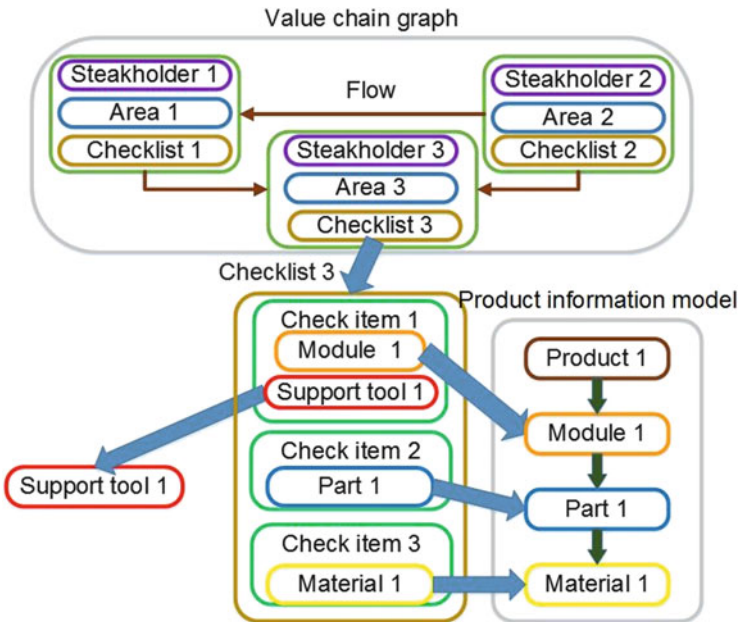 Value chain graph
Steakholder 1
Area 1
Checklist 1
Flow
Steakholder 2
Area 2
Checklist 2
Steakholder 3
Area 3
Checklist 3
Checklist 3
Check item 1
Module 1
Support tool 1
Check item 2
Part 1
Check item 3
Material 1
Support tool 1
Product information model
Product 1
Module 1
Part 1
Material 1